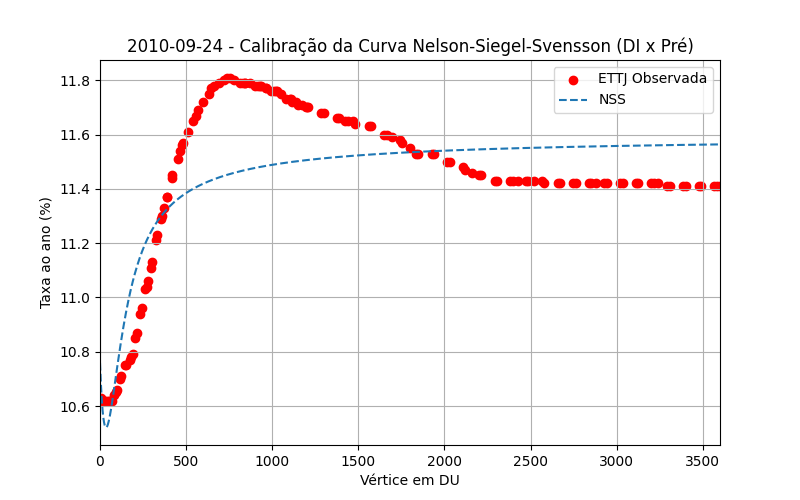 2010-09-24 - Calibração da Curva Nelson-Siegel-Svensson (DI x Pré)
ETTJ Observada
NSS
Taxa ao ano (%)
11.8
11.6
11.4
11.2
11.0
10.8
10.6
0 500 1000 1500 2000 2500 3000 3500
Vértice em DU